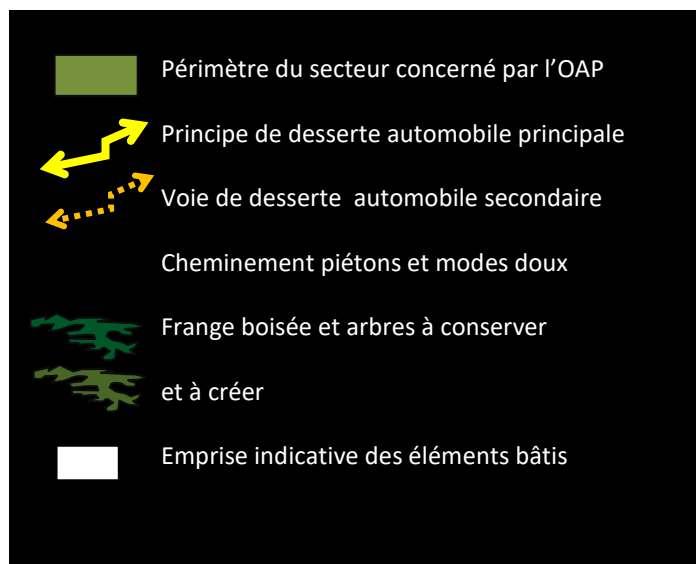 Périmètre du secteur concerné par l’OAP
Principe de desserte automobile principale
Voie de desserte  automobile secondaire
Cheminement piétons et modes doux
Frange boisée et arbres à conserver
et à créer
Emprise indicative des éléments bâtis